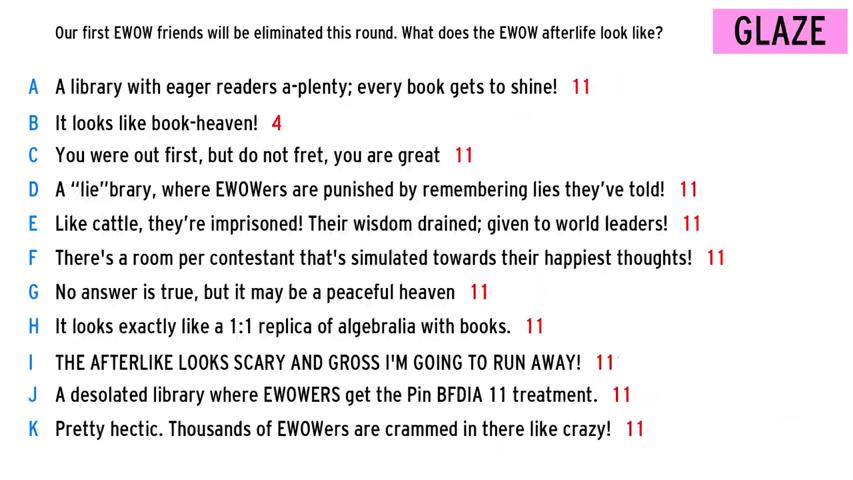 Our first EWOW friends will be eliminated this round. What does the EWOW afterlife look like?
GLAZE
A A library with eager readers a-plenty; every book gets to shine! 11
B It looks like book-heaven! 4
C You were out first, but do not fret, you are great 11
D A “lie”brary, where EWOWers are punished by remembering lies they’ve told! 11
E Like cattle, they’re imprisoned! Their wisdom drained; given to world leaders! 11
F There's a room per contestant that's simulated towards their happiest thoughts! 11
G No answer is true, but it may be a peaceful heaven 11
H It looks exactly like a 1:1 replica of algebralia with books. 11
I THE AFTERLIKE LOOKS SCARY AND GROSS I'M GOING TO RUN AWAY! 11
J A desolated library where EWOWERS get the Pin BFDIA 11 treatment. 11
K Pretty hectic. Thousands of EWOWers are crammed in there like crazy! 11